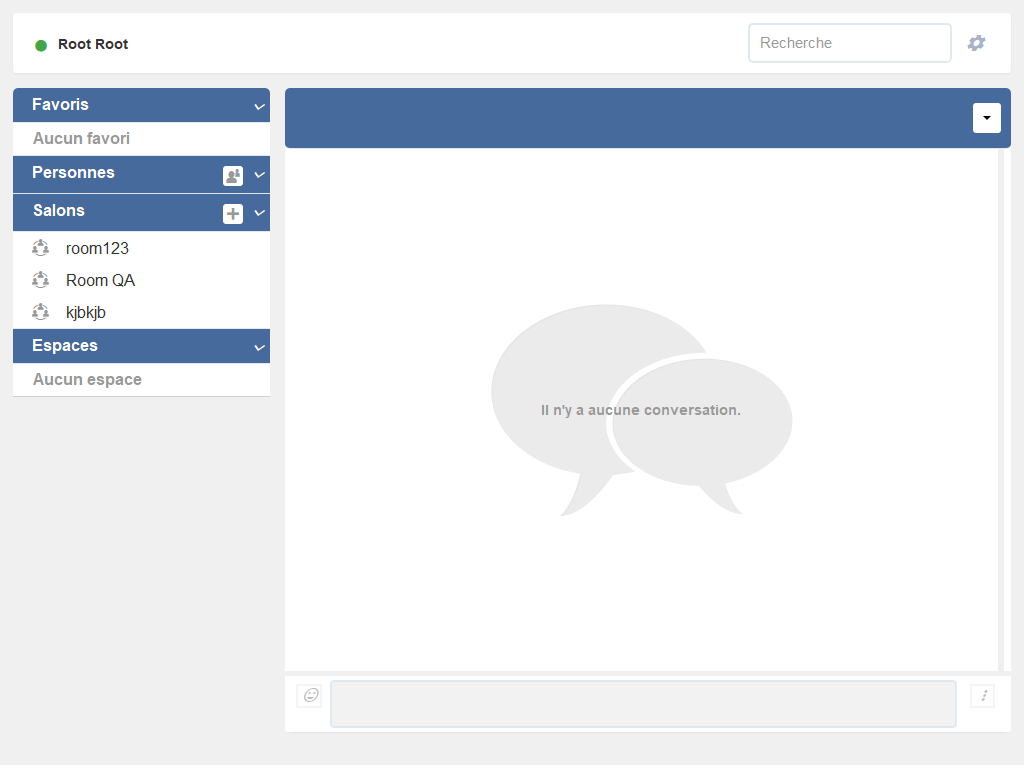 Root Root
Recherche
Favoris
Aucun favori
Personnes
Salons
room123
Room QA
kjbkjb
Espaces
Aucun espace
Il n'y a aucune conversation.